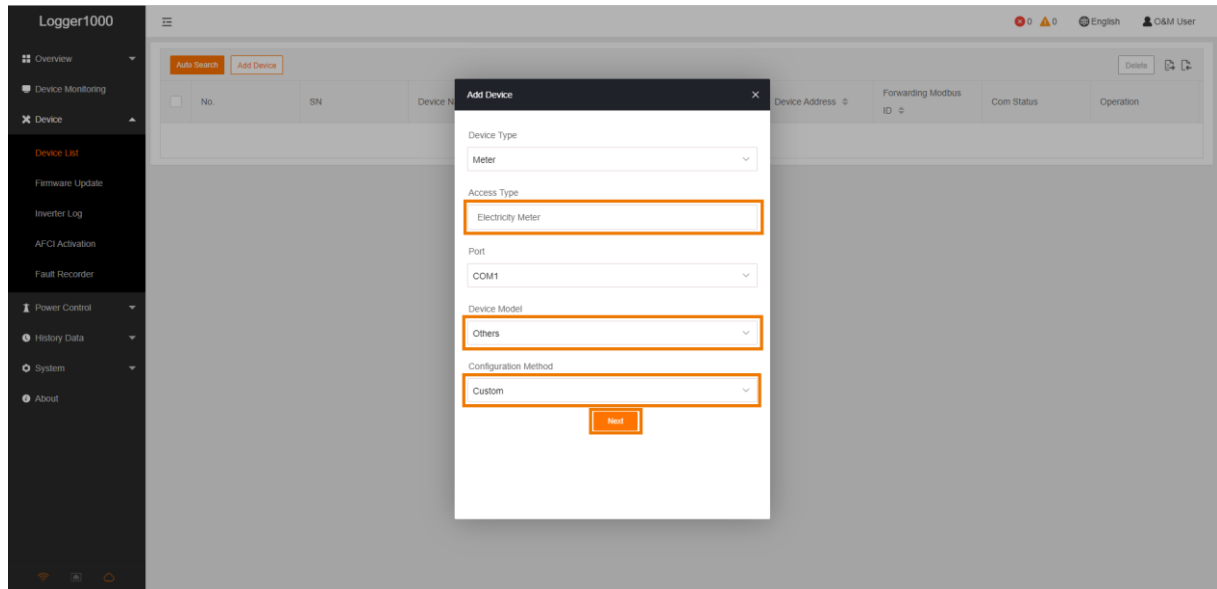 Logger1000
0 0 English O&M User
Overview
Device Monitoring
Device
Device List
Firmware Update
Inverter Log
AFCI Activation
Fault Recorder
Power Control
History Data
System
About
Auto Search Add Device Delete
No. SN Device N Device Address Forwarding Modbus
ID Com Status Operation
Add Device
Device Type
Meter
Access Type
Electricity Meter
Port
COM1
Device Model
Others
Configuration Method
Custom
Next